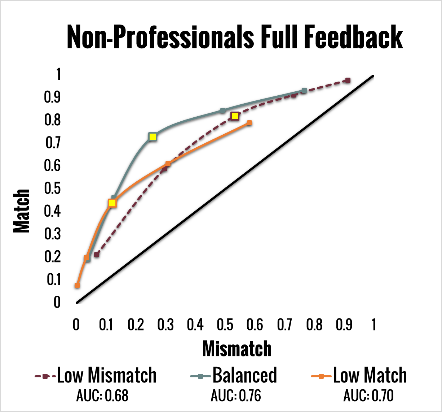 Non-Professionals Full Feedback
Match
1
0.9
0.8
0.7
0.6
0.5
0.4
0.3
0.2
0.1
0
0 0.1 0.2 0.3 0.4 0.5 0.6 0.7 0.8 0.9 1
Mismatch
Low Mismatch Balanced Low Match
AUC: 0.68 AUC: 0.76 AUC: 0.70